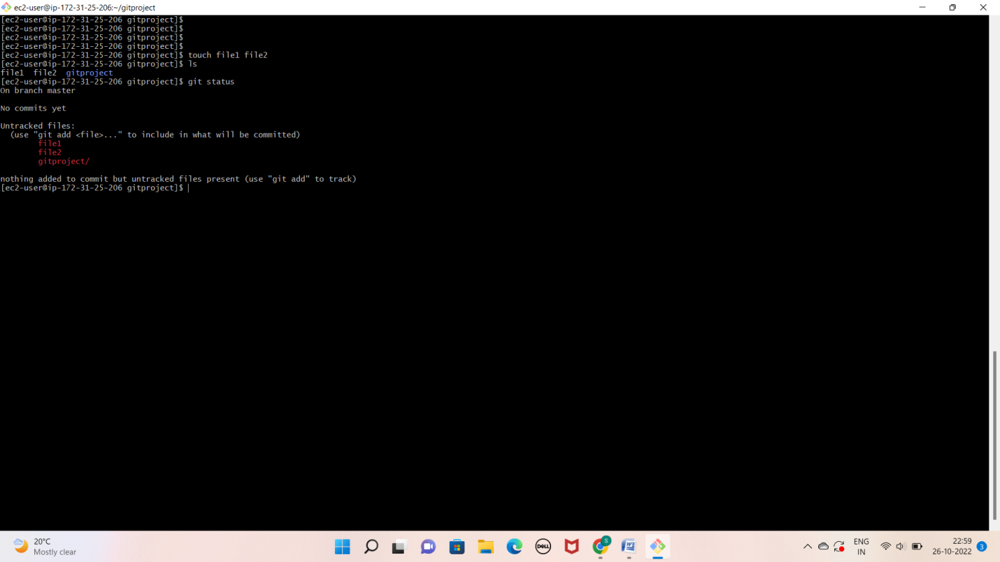 ec2-user@ip-172-31-25-206:~/gitproject
[ec2-user@ip-172-31-25-206 gitproject]$
[ec2-user@ip-172-31-25-206 gitproject]$
[ec2-user@ip-172-31-25-206 gitproject]$
[ec2-user@ip-172-31-25-206 gitproject]$
[ec2-user@ip-172-31-25-206 gitproject]$ touch file1 file2
[ec2-user@ip-172-31-25-206 gitproject]$ ls
file1  file2  gitproject
[ec2-user@ip-172-31-25-206 gitproject]$ git status
On branch master
No commits yet
Untracked files:
  (use "git add <file>..." to include in what will be committed)
        file1
        file2
        gitproject/
nothing added to commit but untracked files present (use "git add" to track)
[ec2-user@ip-172-31-25-206 gitproject]$
20°C
Mostly clear
DELL
S
W
ENG
IN
22:59
26-10-2022
3